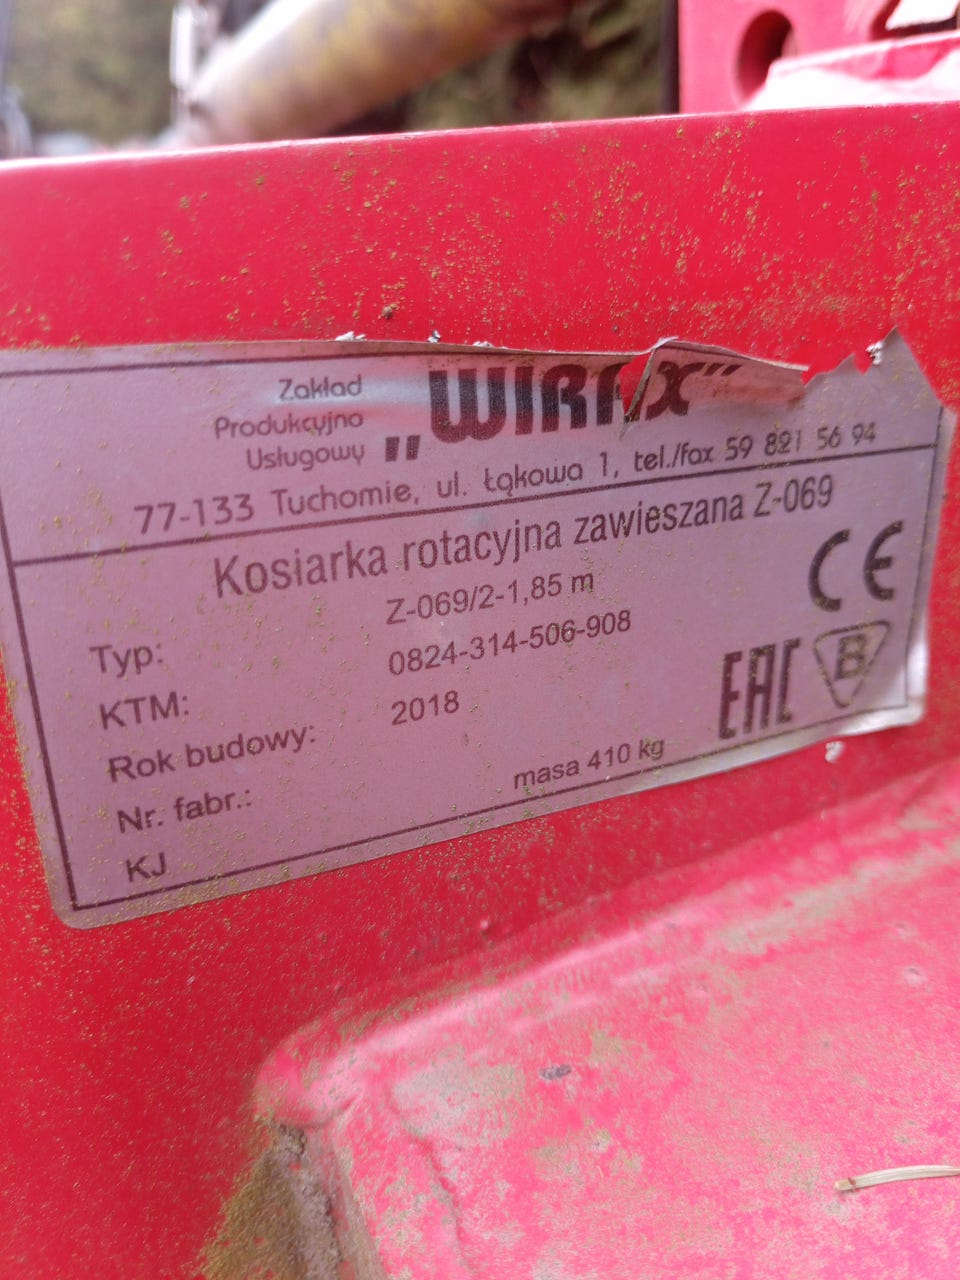 Zakład
Produkcyjno
Usługowy „WIRAX”
77-133 Tuchomie, ul. Łąkowa 1, tel./fax 59 821 56 94
Kosiarka rotacyjna zawieszana Z-069
Typ: Z-069/2-1,85 m
KTM: 0824-314-506-908
Rok budowy: 2018
Nr. fabr.:
KJ masa 410 kg
CE
EAC B